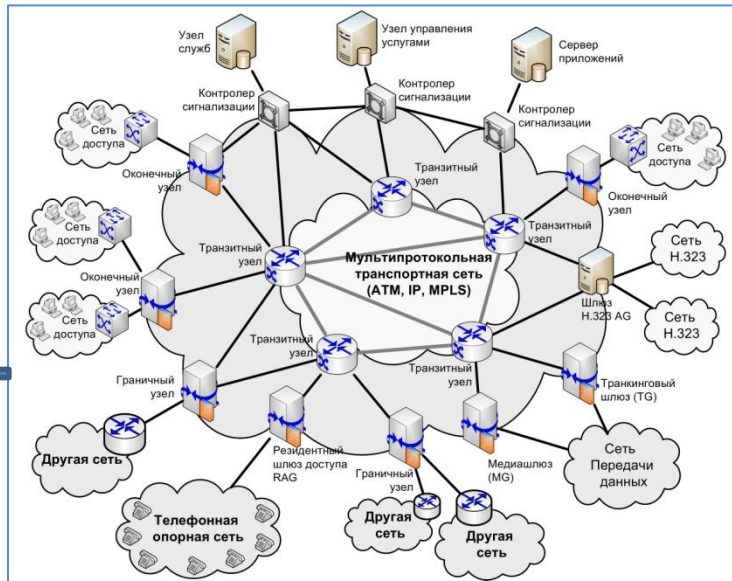 Узел
служб
Узел управления
услугами
Сервер
приложений
Контролер
сигнализации
Контролер
сигнализации
Контролер
сигнализации
Сеть
доступа
Оконечный
узел
Транзитный
узел
Сеть
доступа
Оконечный
узел
Сеть
доступа
Транзитный
узел
Транзитный
узел
Мультипротокольная
транспортная сеть
(ATM, IP, MPLS)
Сеть
H.323
Оконечный
узел
Шлюз
H.323 AG
Сеть
H.323
Сеть
доступа
Транзитный
узел
Транзитный
узел
Граничный
узел
Транкинговый
шлюз (TG)
Другая сеть
Резидентный
шлюз доступа
RAG
Граничный
узел
Медиашлюз
(MG)
Сеть
Передачи
данных
Телефонная
опорная сеть
Другая
сеть
Другая
сеть